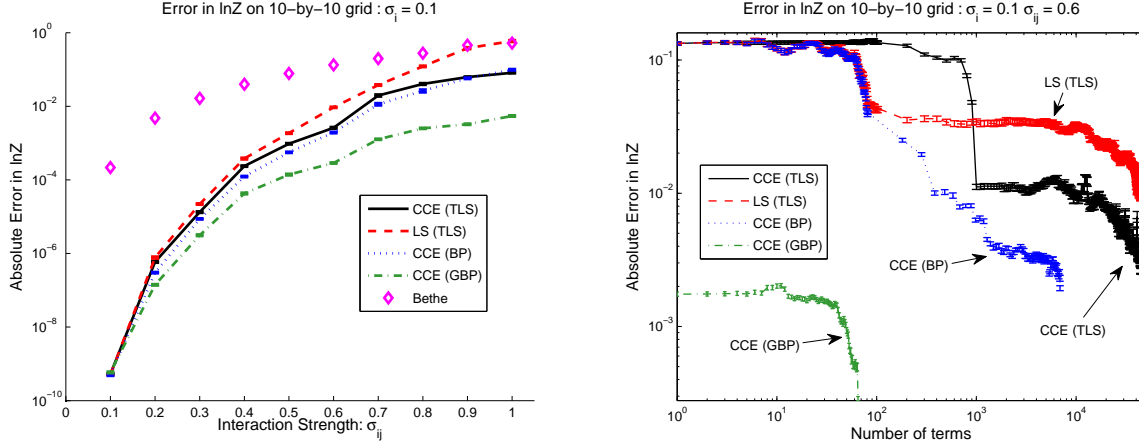 Error in lnZ on 10−by−10 grid : σi = 0.1
Absolute Error in lnZ
10^0
10^−2
10^−4
10^−6
10^−8
10^−10
0 0.1 0.2 0.3 0.4 0.5 0.6 0.7 0.8 0.9 1
Interaction Strength: σij
CCE (TLS)
LS (TLS)
CCE (BP)
CCE (GBP)
Bethe
Error in lnZ on 10−by−10 grid : σi = 0.1 σij = 0.6
Absolute Error in lnZ
10^−1
10^−2
10^−3
10^0 10^1 10^2 10^3 10^4
Number of terms
CCE (TLS)
LS (TLS)
CCE (BP)
CCE (GBP)
LS (TLS)
CCE (BP)
CCE (GBP)
CCE (TLS)